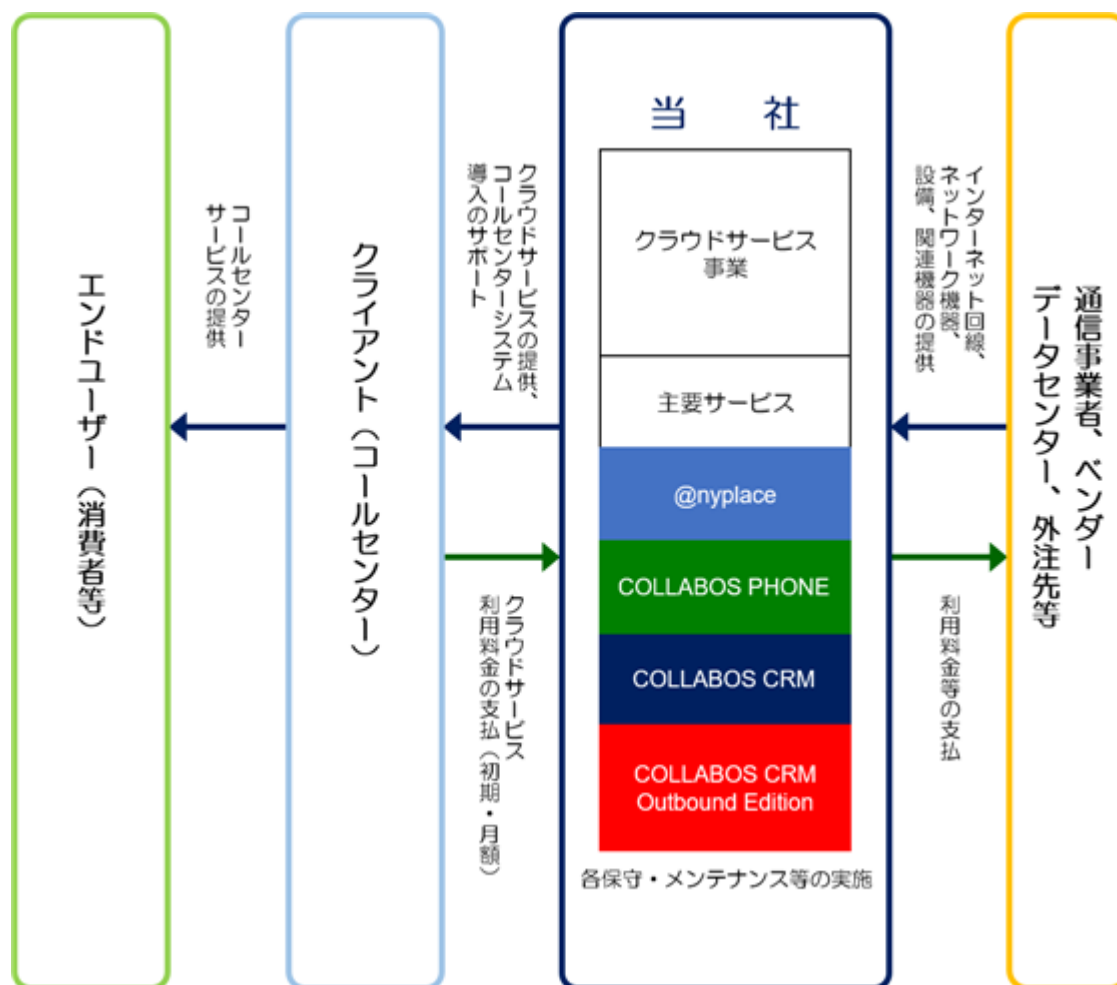 エンドユーザー（消費者等）
コールセンター
サービスの提供
クライアント（コールセンター）
クラウドサービスの提供、
コールセンターシステム
導入のサポート
クラウドサービス
利用料金の支払（初期・月額）
当　社
クラウドサービス
事業
主要サービス
@nyplace
COLLABOS PHONE
COLLABOS CRM
COLLABOS CRM
Outbound Edition
各保守・メンテナンス等の実施
インターネット回線、
ネットワーク機器、
設備、関連機器の提供
利用料金等の支払
通信事業者、ベンダー
データセンター、外注先等